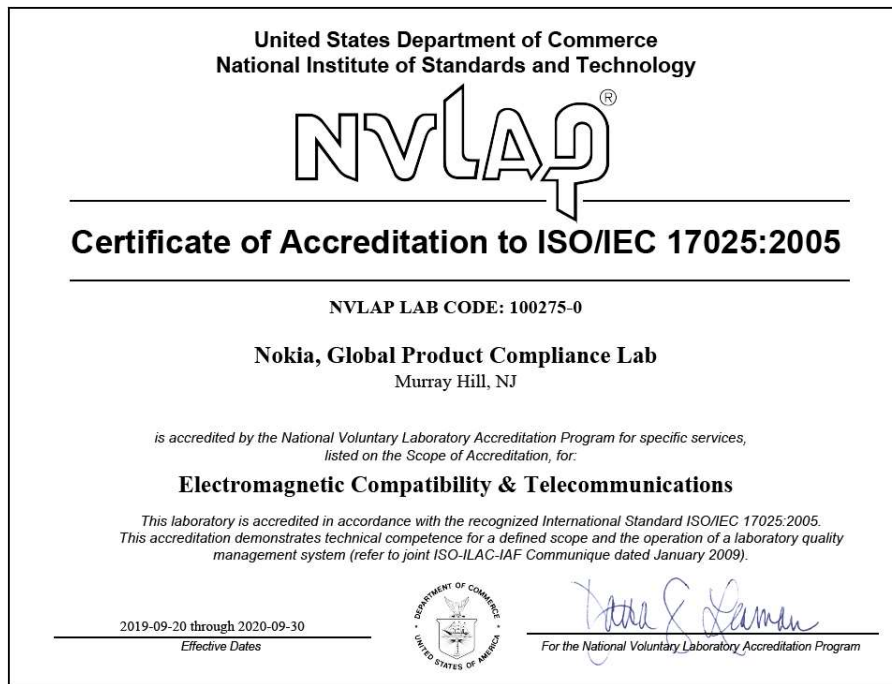 United States Department of Commerce
National Institute of Standards and Technology
NVLAP®
Certificate of Accreditation to ISO/IEC 17025:2005
NVLAP LAB CODE: 100275-0
Nokia, Global Product Compliance Lab
Murray Hill, NJ
is accredited by the National Voluntary Laboratory Accreditation Program for specific services,
listed on the Scope of Accreditation, for:
Electromagnetic Compatibility & Telecommunications
This laboratory is accredited in accordance with the recognized International Standard ISO/IEC 17025:2005.
This accreditation demonstrates technical competence for a defined scope and the operation of a laboratory quality
management system (refer to joint ISO-ILAC-IAF Communique dated January 2009).
2019-09-20 through 2020-09-30
Effective Dates
DEPARTMENT OF COMMERCE
UNITED STATES OF AMERICA
For the National Voluntary Laboratory Accreditation Program